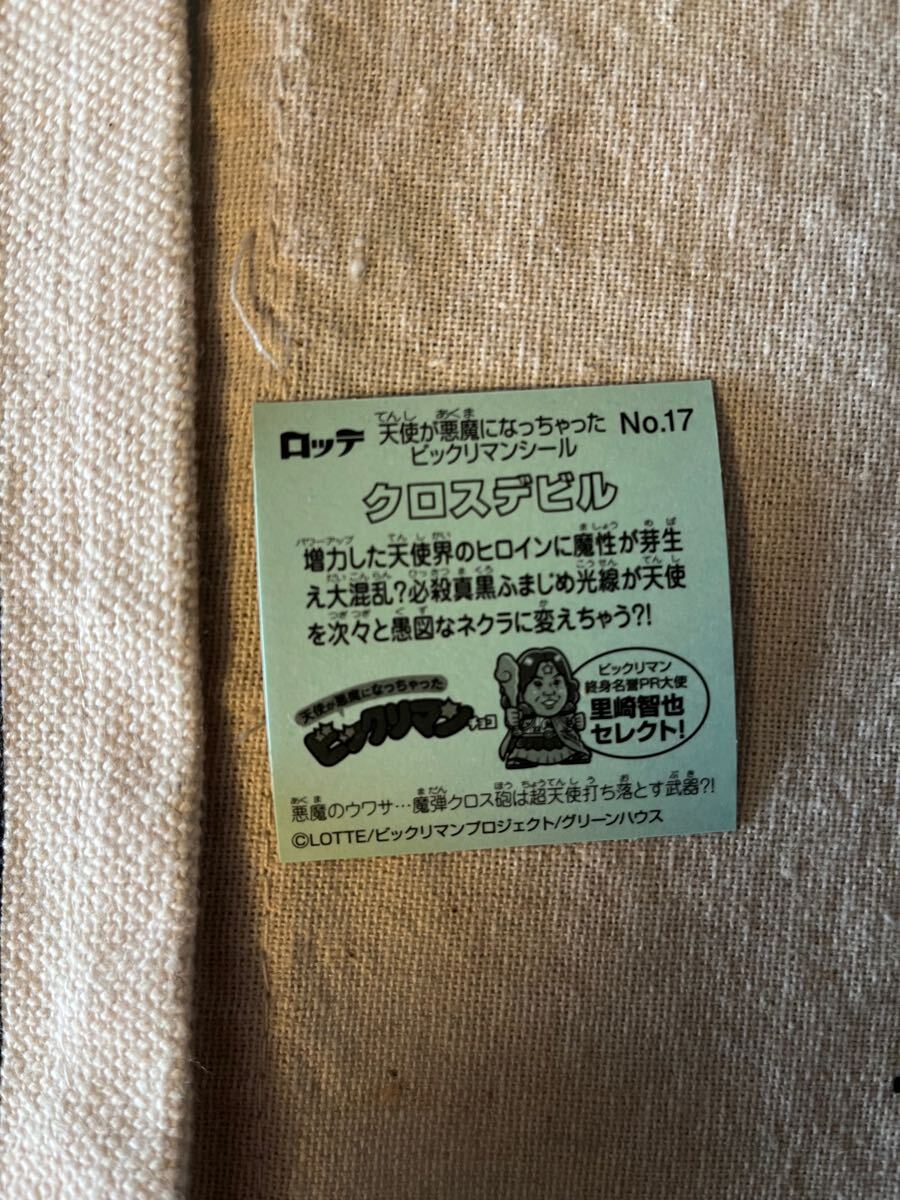 ロッテ
てんし あくま
天使が悪魔になっちゃった
No.17
ビックリマンシール
クロスデビル
パワーアップ てんしかい ましょう めば
増力した天使界のヒロインに魔性が芽生
だいこんらん ひっさつ まくろ こうせん てんし
え大混乱?必殺真黒ふまじめ光線が天使
つぎつぎ ぐず か
を次々と愚図なネクラに変えちゃう?!
天使が悪魔になっちゃった
ビックリマンチョコ
ビックリマン
終身名誉PR大使
里崎智也
セレクト!
あくま まだん ほう ちょうてんし う お ぶき
悪魔のウワサ…魔弾クロス砲は超天使打ち落とす武器?!
©LOTTE/ビックリマンプロジェクト/グリーンハウス